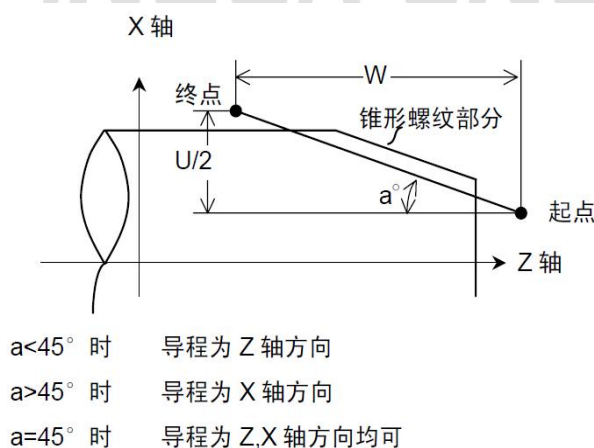 X 轴
W
终点
锥形螺纹部分
U/2
a°
起点
Z 轴
a<45° 时 导程为 Z 轴方向
a>45° 时 导程为 X 轴方向
a=45° 时 导程为 Z,X 轴方向均可